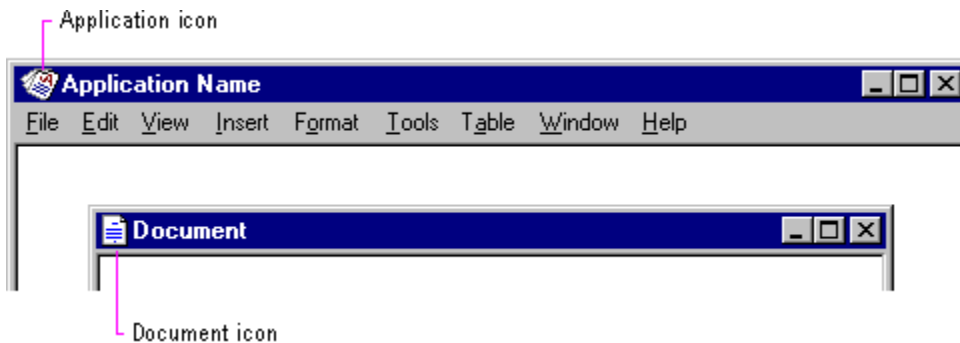 Application icon
Application Name
File Edit View Insert Format Tools Table Window Help
Document
Document icon